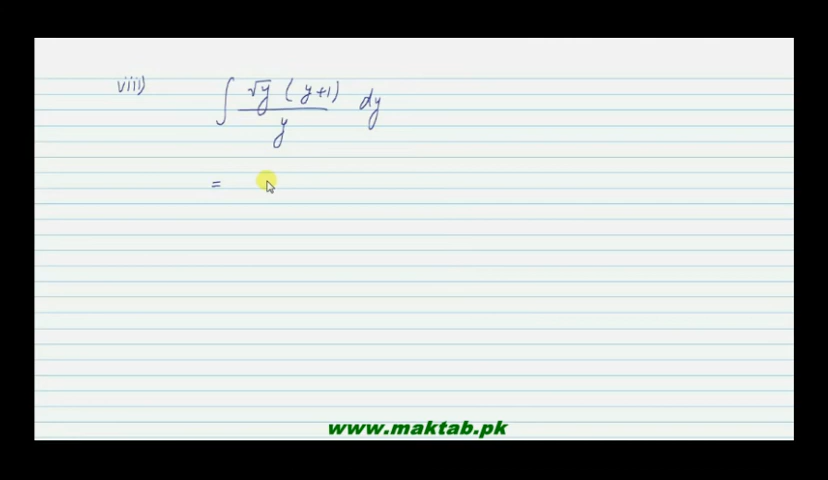 viii) ∫ √y (y+1) / y dy
=
www.maktab.pk